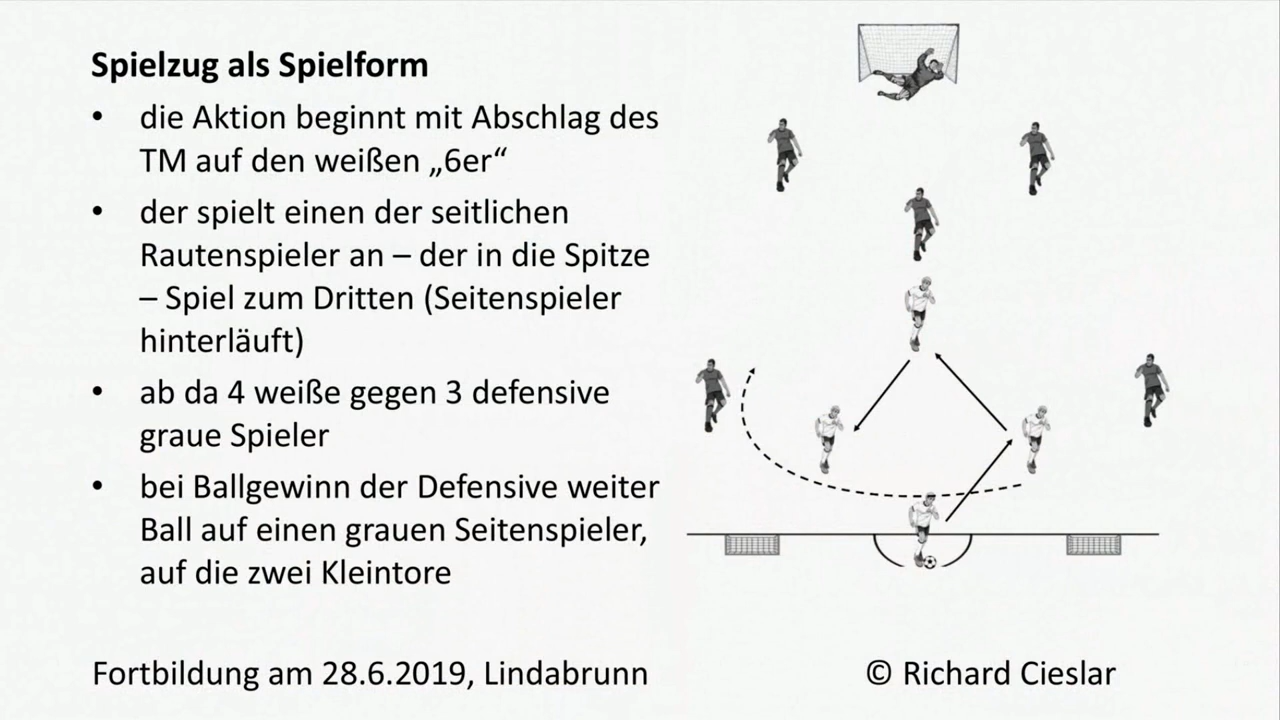 Spielzug als Spielform
• die Aktion beginnt mit Abschlag des
TM auf den weißen „6er“
• der spielt einen der seitlichen
Rautenspieler an – der in die Spitze
– Spiel zum Dritten (Seitenspieler
hinterläuft)
• ab da 4 weiße gegen 3 defensive
graue Spieler
• bei Ballgewinn der Defensive weiter
Ball auf einen grauen Seitenspieler,
auf die zwei Kleintore
Fortbildung am 28.6.2019, Lindabrunn
© Richard Cieslar